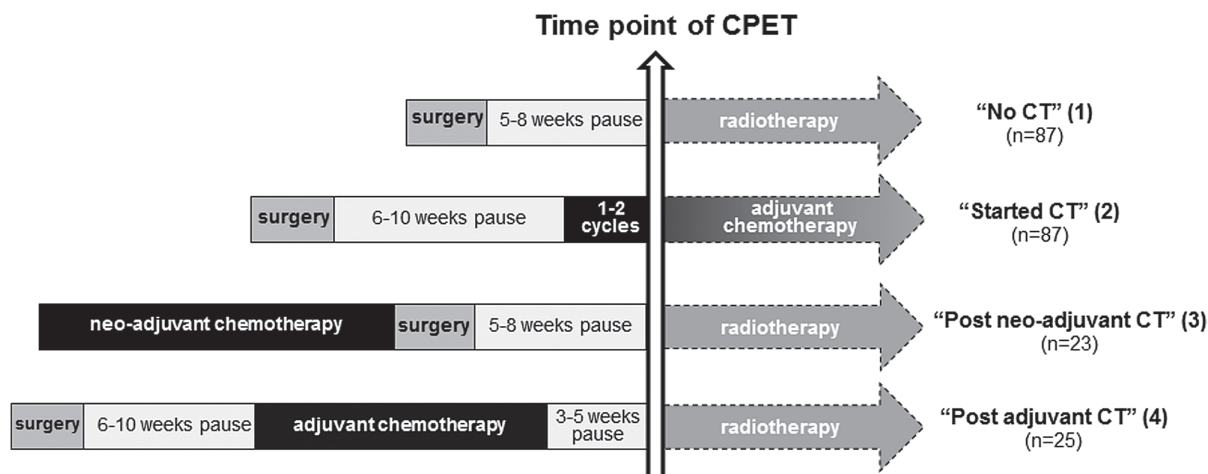 Time point of CPET
surgery 5-8 weeks pause radiotherapy “No CT” (1)
(n=87)
surgery 6-10 weeks pause 1-2 cycles adjuvant chemotherapy “Started CT” (2)
(n=87)
neo-adjuvant chemotherapy surgery 5-8 weeks pause radiotherapy “Post neo-adjuvant CT” (3)
(n=23)
surgery 6-10 weeks pause adjuvant chemotherapy 3-5 weeks pause radiotherapy “Post adjuvant CT” (4)
(n=25)